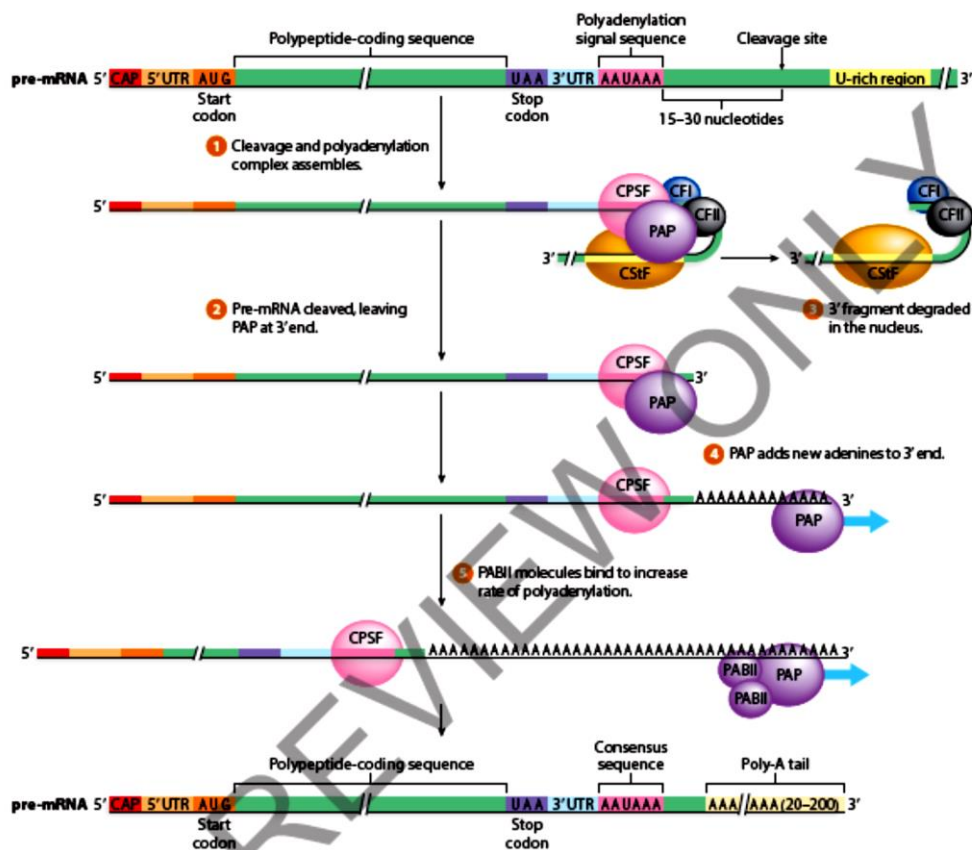 Polypeptide-coding sequence
Polyadenylation
signal sequence
Cleavage site
pre-mRNA 5′ CAP 5′ UTR AUG UAA 3′ UTR AAUAAA U-rich region 3′
Start
codon
Stop
codon
15–30 nucleotides
1 Cleavage and polyadenylation
complex assembles.
5′ CPSF CFI CFII PAP
3′ CStF
CFI
CFII
3′ CStF
2 Pre-mRNA cleaved, leaving
PAP at 3′ end.
3 3′ fragment degraded
in the nucleus.
5′ CPSF PAP 3′
4 PAP adds new adenines to 3′ end.
5′ CPSF AAAAAAAAAAAAA 3′
PAP
5 PABII molecules bind to increase
rate of polyadenylation.
5′ CPSF AAAAAAAAAAAAAAAAAAAAAAAAAAAAAAAAAAAAA 3′
PABII PAP
PABII
Polypeptide-coding sequence
Consensus
sequence
Poly-A tail
pre-mRNA 5′ CAP 5′ UTR AUG UAA 3′ UTR AAUAAA AAA AAA (20–200) 3′
Start
codon
Stop
codon
REVIEW ONLY